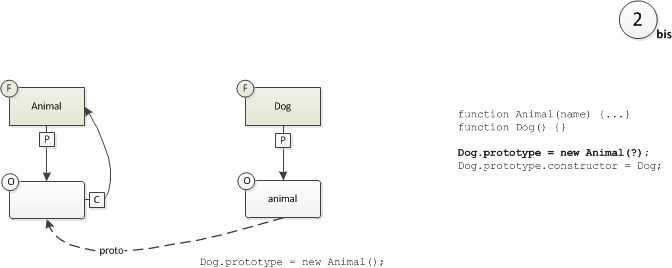 2
bis
F
Animal
P
O
C
F
Dog
P
O
animal
proto
Dog.prototype = new Animal();
function Animal(name) {...}
function Dog() {}
Dog.prototype = new Animal(?);
Dog.prototype.constructor = Dog;